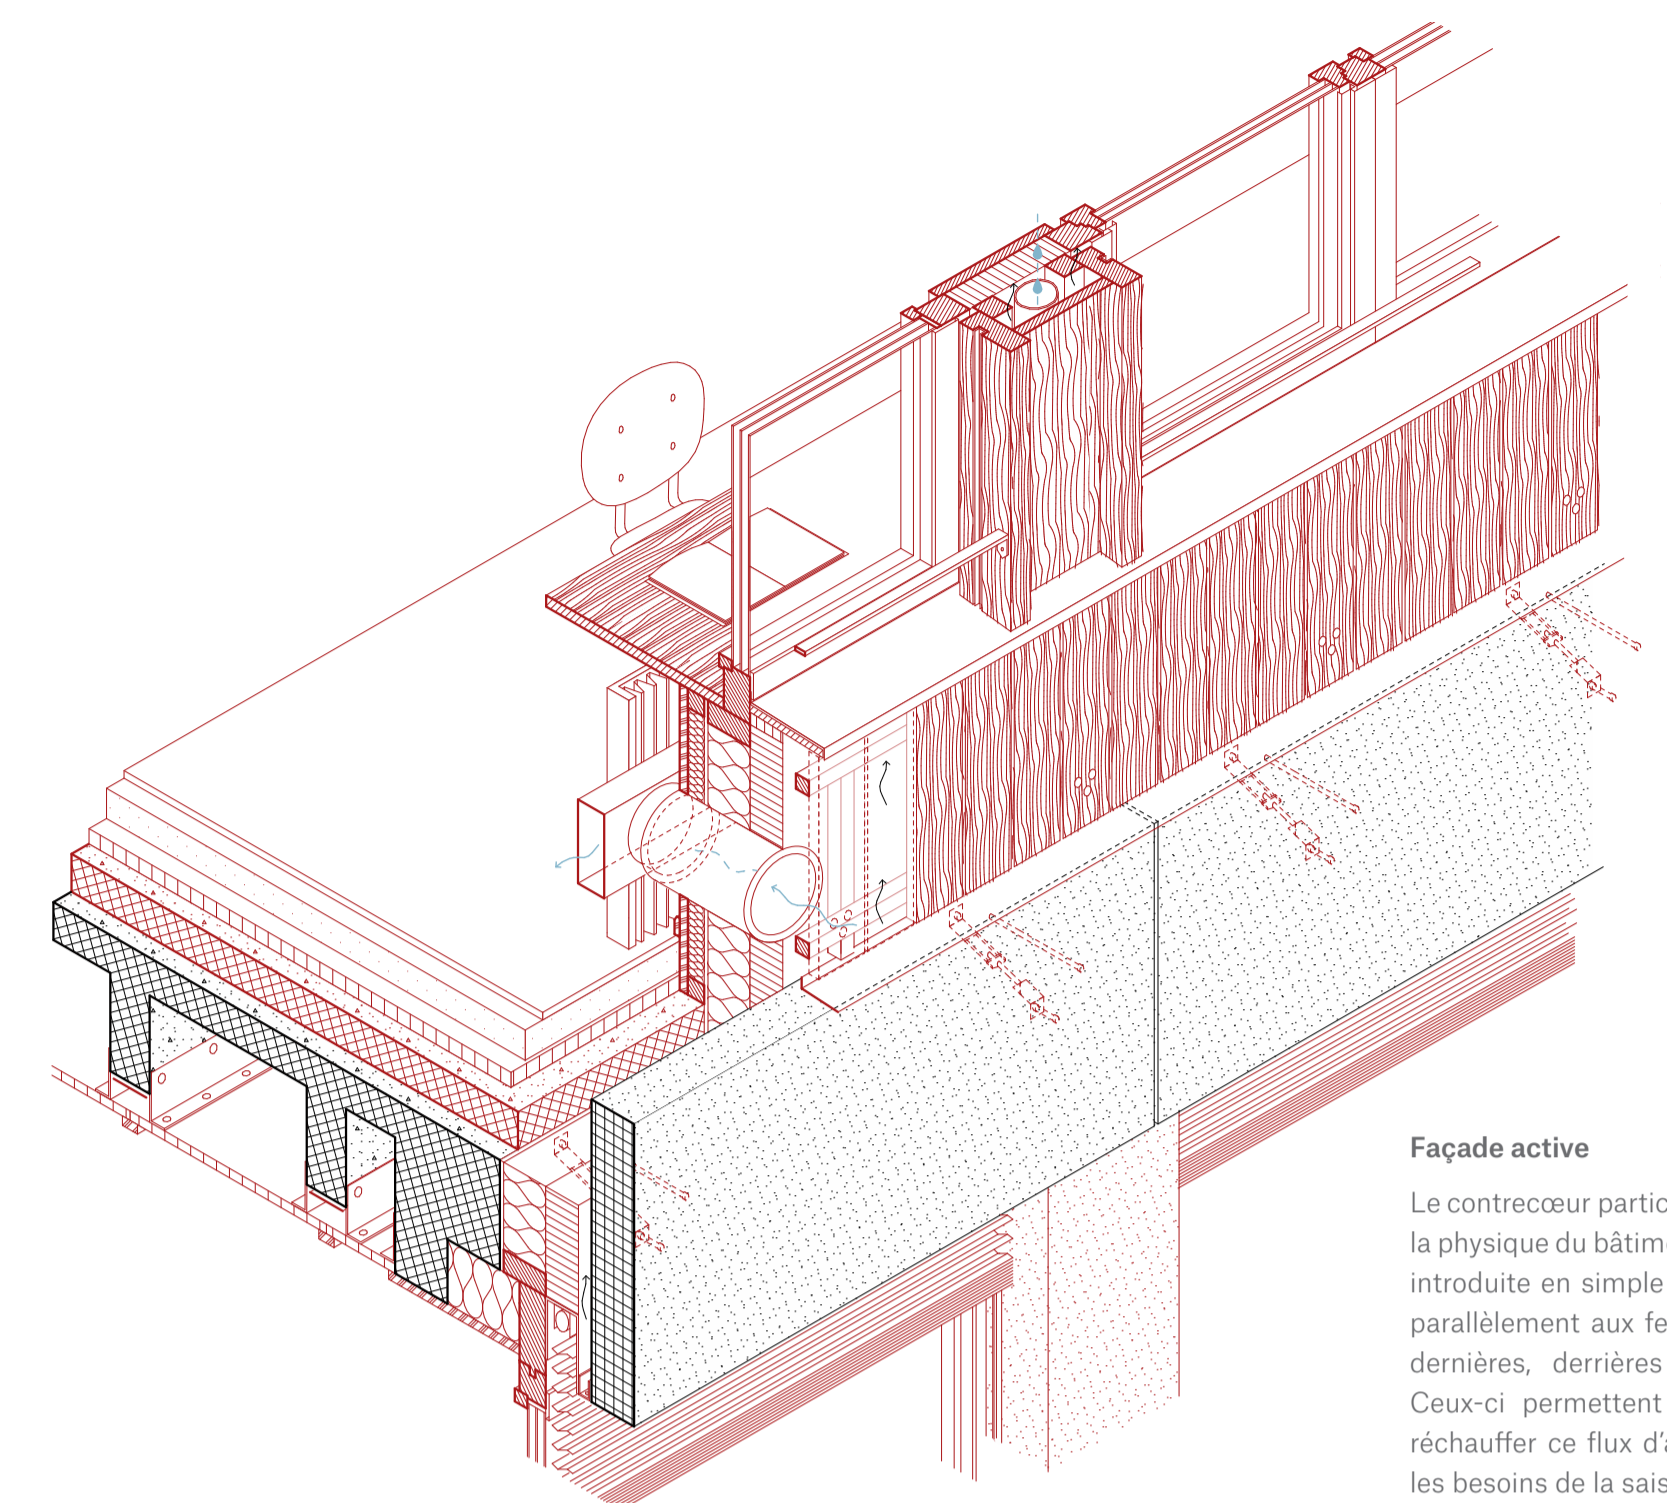 Façade active
Le contrecœur partic
la physique du bâtim
introduite en simple
parallèlement aux fe
dernières, derrières
Ceux-ci permettent
réchauffer ce flux d'a
les besoins de la sais